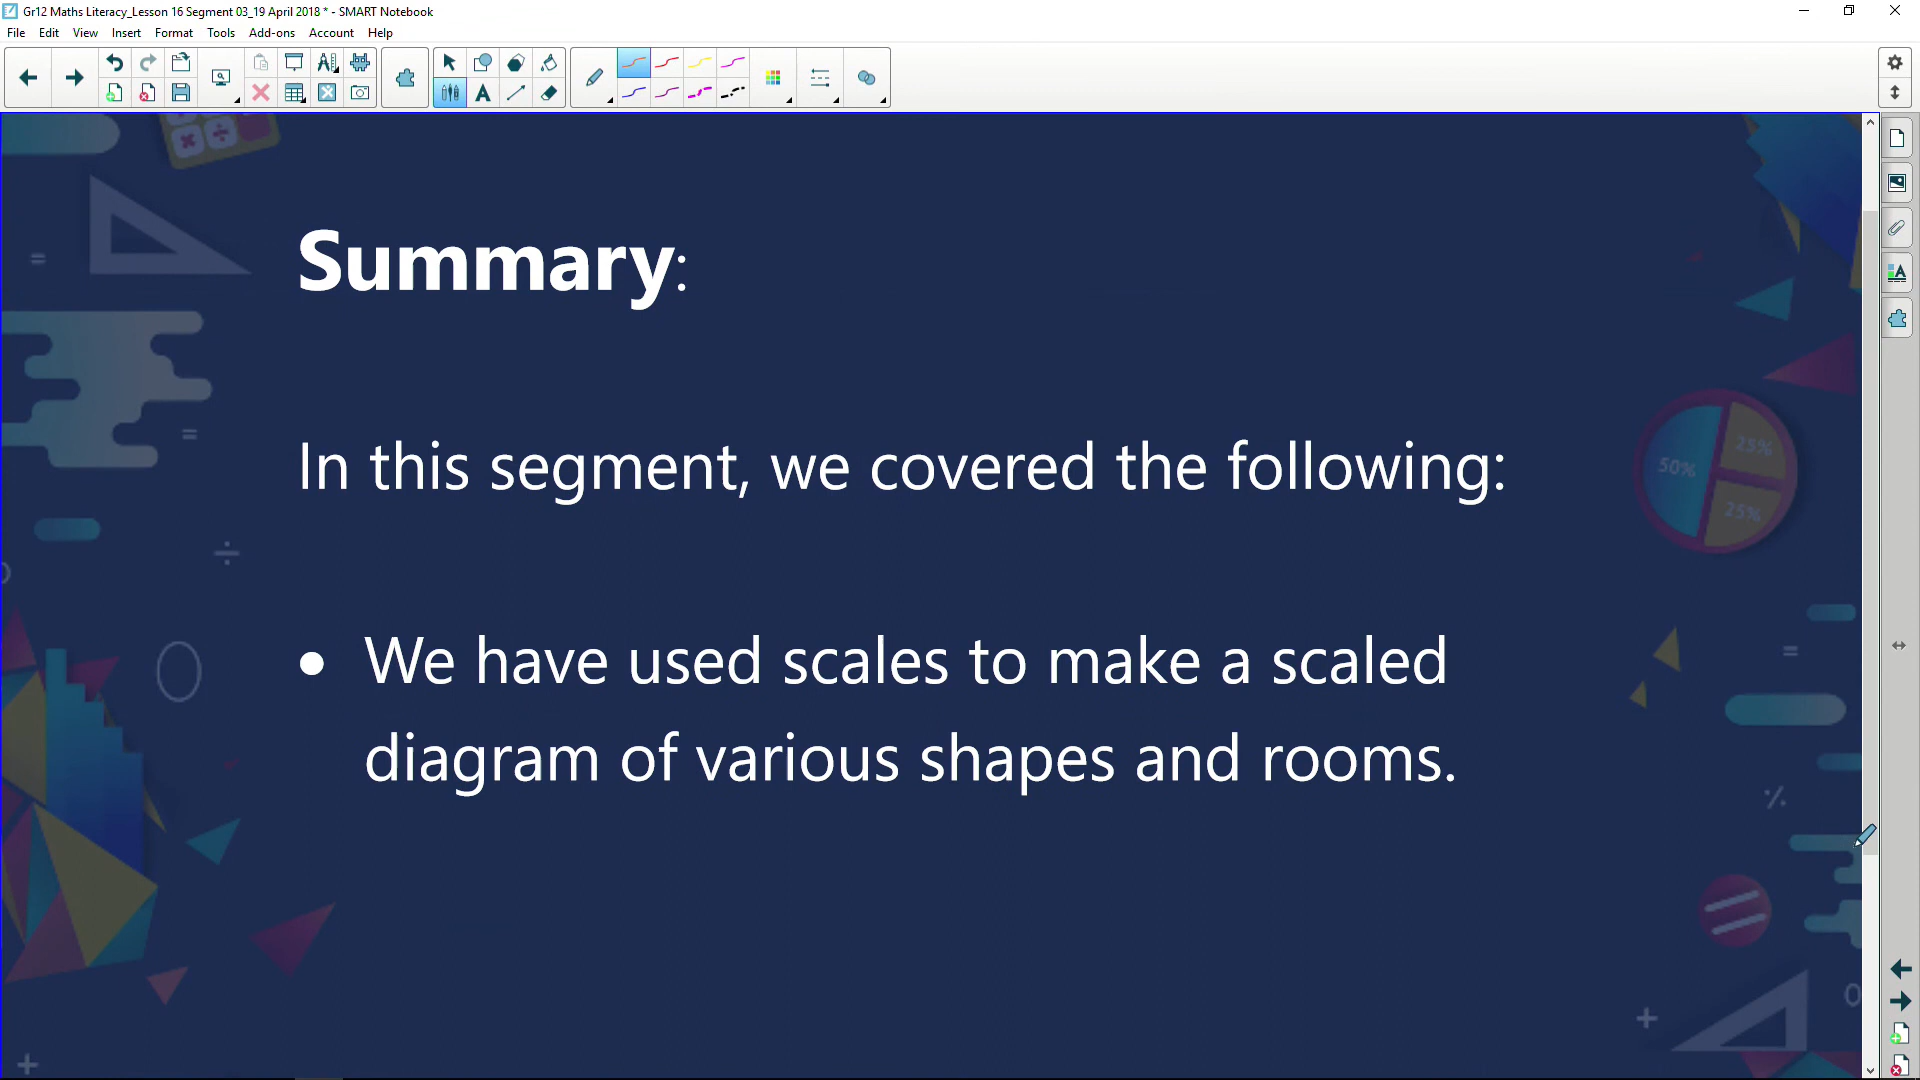 Gr12 Maths Literacy_Lesson 16 Segment 03_19 April 2018 * - SMART Notebook
File Edit View Insert Format Tools Add-ons Account Help
Summary:
In this segment, we covered the following:
25%
50%
25%
• We have used scales to make a scaled
diagram of various shapes and rooms.